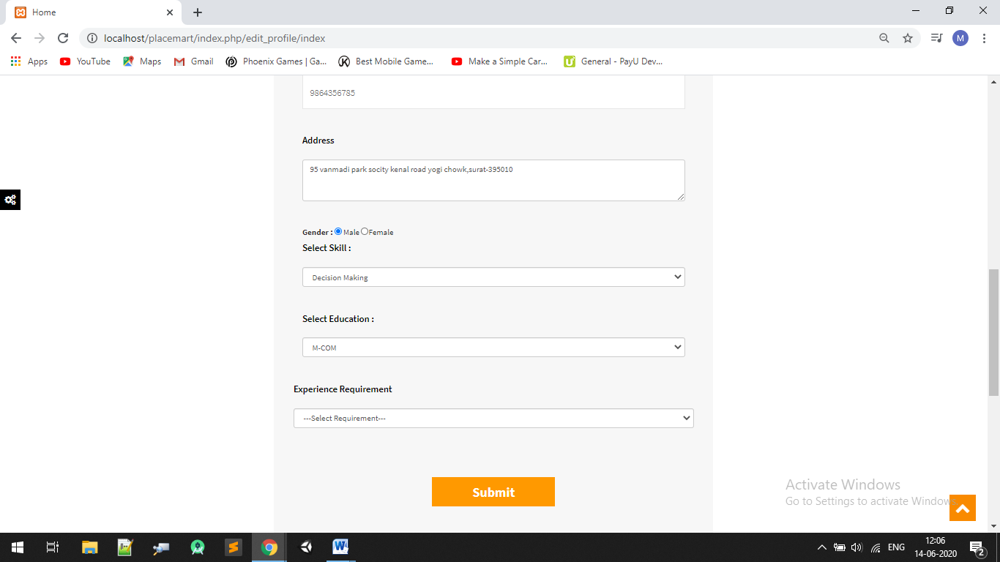 Home
localhost/placemart/index.php/edit_profile/index
M
Apps YouTube Maps Gmail Phoenix Games | Ga... Best Mobile Game... Make a Simple Car... General - PayU Dev...
9864356785
Address
95 vanmadi park socity kenal road yogi chowk,surat-395010
Gender : Male Female
Select Skill :
Decision Making
Select Education :
M-COM
Experience Requirement
---Select Requirement---
Submit
Activate Windows
Go to Settings to activate Windows
ENG
12:06
14-06-2020
2